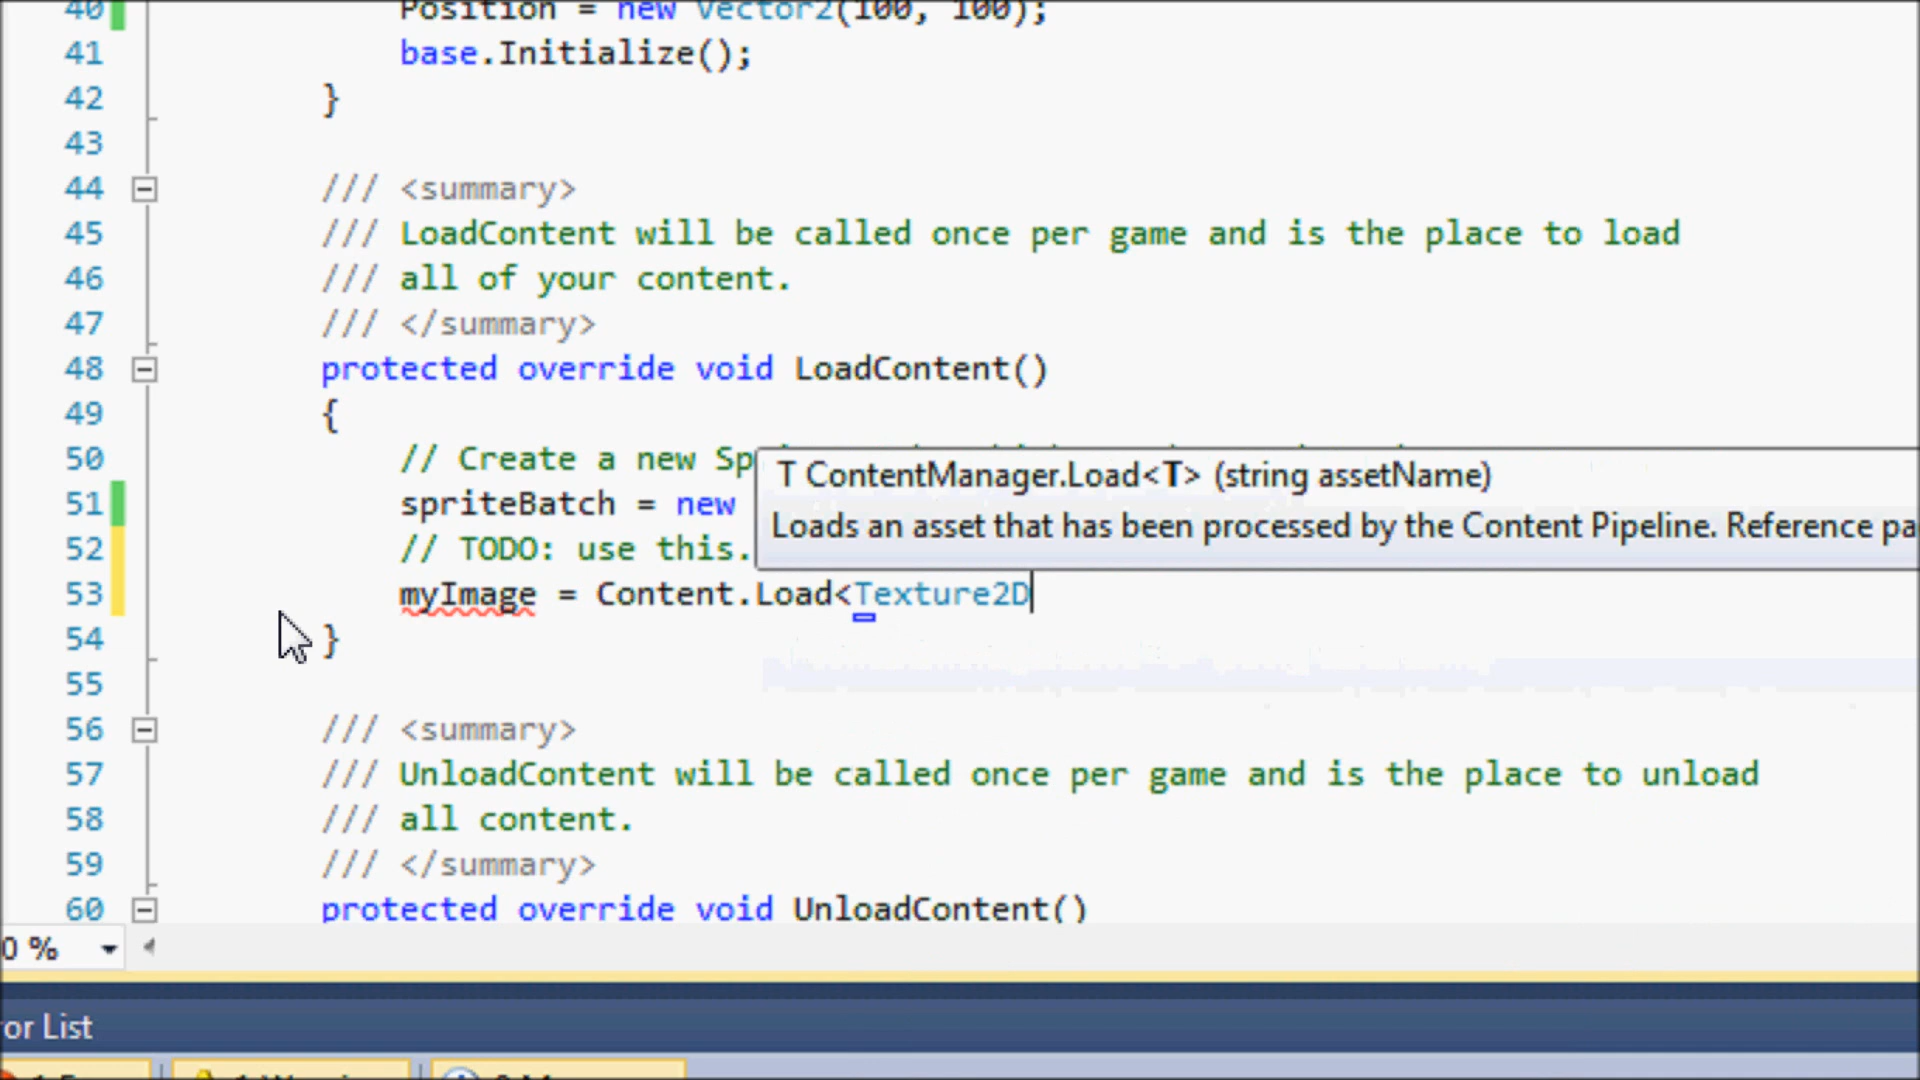 40 Position = new Vector2(100, 100);
41 base.Initialize();
42 }
43
44 /// <summary>
45 /// LoadContent will be called once per game and is the place to load
46 /// all of your content.
47 /// </summary>
48 protected override void LoadContent()
49 {
50 // Create a new
T ContentManager.Load<T> (string assetName)
51 spriteBatch = new
Loads an asset that has been processed by the Content Pipeline. Reference
52 // TODO: use this.
53 myImage = Content.Load<Texture2D
54 }
55
56 /// <summary>
57 /// UnloadContent will be called once per game and is the place to unload
58 /// all content.
59 /// </summary>
60 protected override void UnloadContent()
0 %
or List